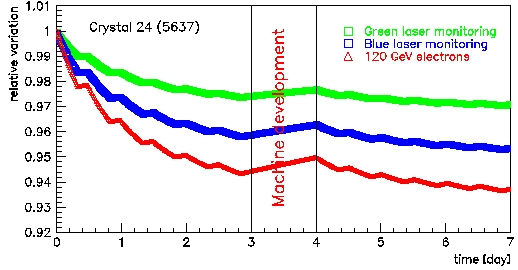 Crystal 24 (5637)
Green laser monitoring
Blue laser monitoring
120 GeV electrons
Machine development
relative variation
1.01
1
0.99
0.98
0.97
0.96
0.95
0.94
0.93
0.92
0
1
2
3
4
5
6
7
time [day]